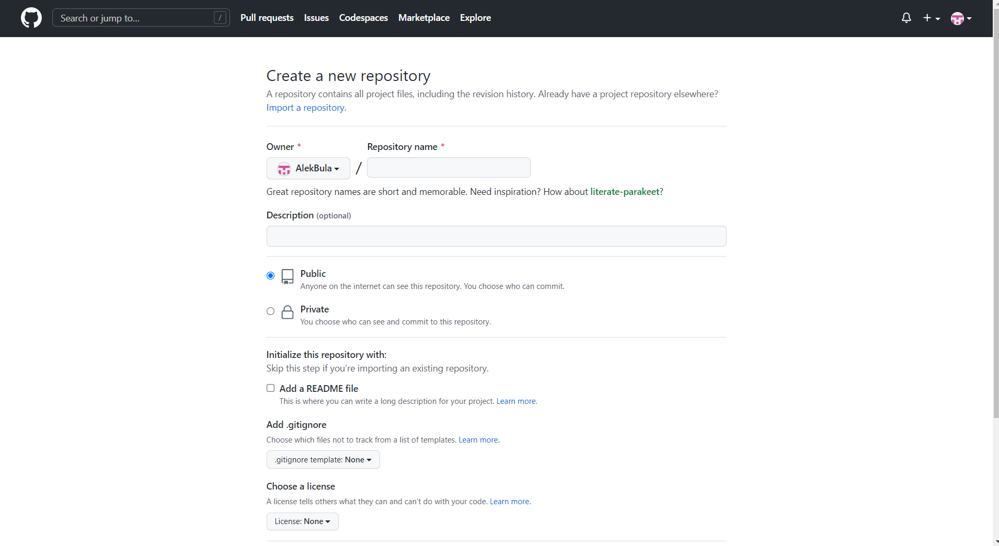 Search or jump to... / Pull requests Issues Codespaces Marketplace Explore
Create a new repository
A repository contains all project files, including the revision history. Already have a project repository elsewhere?
Import a repository.
Owner * Repository name *
AlekBula /
Great repository names are short and memorable. Need inspiration? How about literate-parakeet?
Description (optional)
Public
Anyone on the internet can see this repository. You choose who can commit.
Private
You choose who can see and commit to this repository.
Initialize this repository with:
Skip this step if you’re importing an existing repository.
Add a README file
This is where you can write a long description for your project. Learn more.
Add .gitignore
Choose which files not to track from a list of templates. Learn more.
.gitignore template: None
Choose a license
A license tells others what they can and can't do with your code. Learn more.
License: None